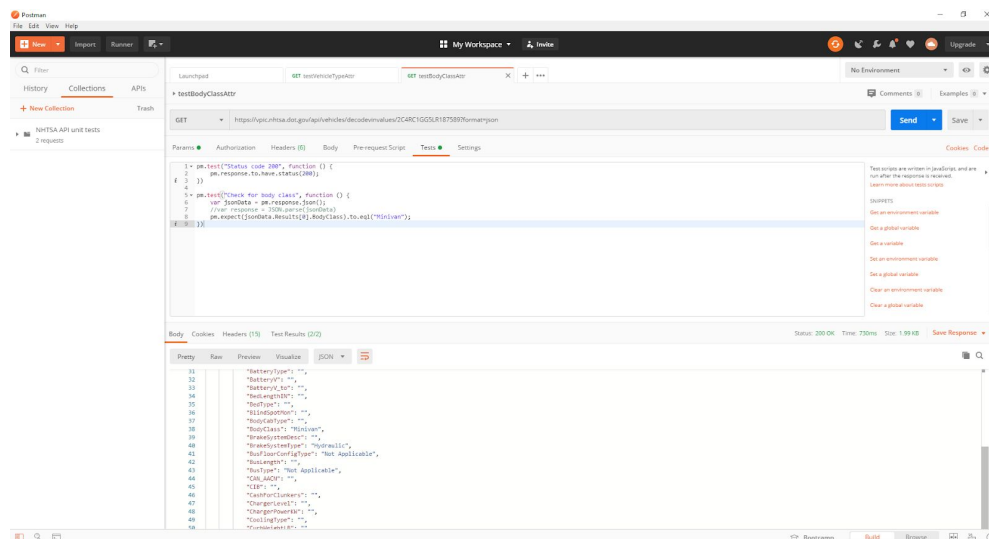 Postman
File Edit View Help
New Import Runner My Workspace Invite Upgrade
Filter
History Collections APIs
+ New Collection Trash
NHTSA API unit tests
2 requests
Launchpad GET testVehicleTypeAttr GET testBodyClassAttr No Environment
testBodyClassAttr Comments 0 Examples 0
GET https://vpic.nhtsa.dot.gov/api/vehicles/decodevinvalues/2C4RC1GG5LR187589?format=json Send Save
Params Authorization Headers (6) Body Pre-request Script Tests Settings Cookies Code
1 pm.test("Status code 200", function () {
2 pm.response.to.have.status(200);
3 })
4
5 pm.test("Check for body class", function () {
6 var jsonData = pm.response.json();
7 //var response = JSON.parse(jsonData)
8 pm.expect(jsonData.Results[0].BodyClass).to.eql("Minivan");
9 })
Test scripts are written in JavaScript, and are
run after the response is received.
Learn more about tests scripts
SNIPPETS
Get an environment variable
Get a global variable
Get a variable
Set an environment variable
Set a global variable
Clear an environment variable
Clear a global variable
Body Cookies Headers (15) Test Results (2/2) Status: 200 OK Time: 730ms Size: 1.99 KB Save Response
Pretty Raw Preview Visualize JSON
31 "BatteryType": "",
32 "BatteryV": "",
33 "BatteryV_to": "",
34 "BedLengthIN": "",
35 "BedType": "",
36 "BlindSpotMon": "",
37 "BodyCabType": "",
38 "BodyClass": "Minivan",
39 "BrakeSystemDesc": "",
40 "BrakeSystemType": "Hydraulic",
41 "BusFloorConfigType": "Not Applicable",
42 "BusLength": "",
43 "BusType": "Not Applicable",
44 "CAN_AACN": "",
45 "CIB": "",
46 "CashForClunkers": "",
47 "ChargerLevel": "",
48 "ChargerPowerKW": "",
49 "CoolingType": "",
50 "CurbWeightLB": "",
Bootcamp Build Browse